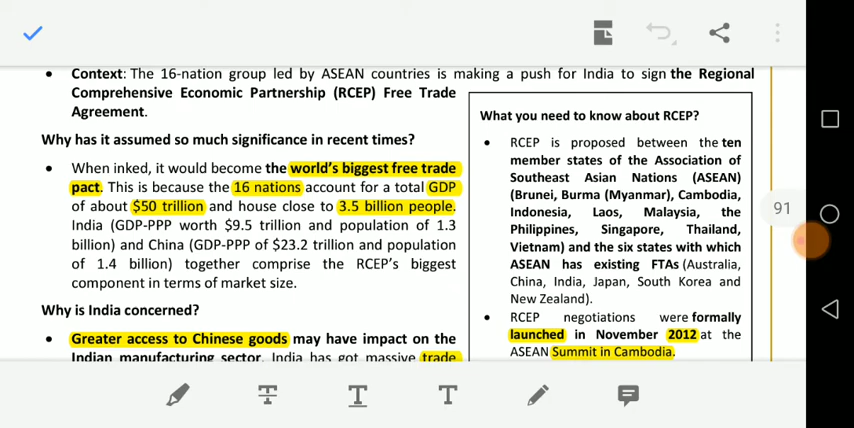 • Context: The 16-nation group led by ASEAN countries is making a push for India to sign the Regional
Comprehensive Economic Partnership (RCEP) Free Trade
Agreement.
Why has it assumed so much significance in recent times?
• When inked, it would become the world's biggest free trade
pact. This is because the 16 nations account for a total GDP
of about $50 trillion and house close to 3.5 billion people.
India (GDP-PPP worth $9.5 trillion and population of 1.3
billion) and China (GDP-PPP of $23.2 trillion and population
of 1.4 billion) together comprise the RCEP's biggest
component in terms of market size.
Why is India concerned?
• Greater access to Chinese goods may have impact on the
Indian manufacturing sector. India has got massive trade
What you need to know about RCEP?
• RCEP is proposed between the ten
member states of the Association of
Southeast Asian Nations (ASEAN)
(Brunei, Burma (Myanmar), Cambodia,
Indonesia, Laos, Malaysia, the
Philippines, Singapore, Thailand,
Vietnam) and the six states with which
ASEAN has existing FTAs (Australia,
China, India, Japan, South Korea and
New Zealand).
• RCEP negotiations were formally
launched in November 2012 at the
ASEAN Summit in Cambodia.
91